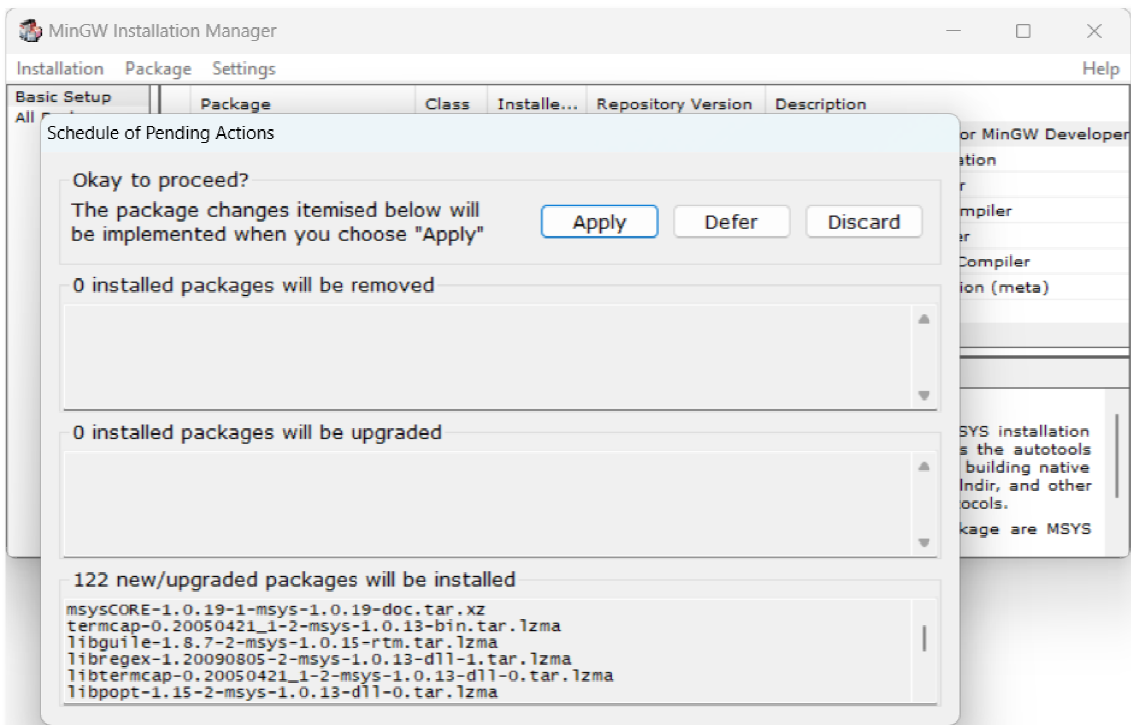 MinGW Installation Manager
Installation Package Settings Help
Basic Setup
Package Class Installe... Repository Version Description
All
Schedule of Pending Actions
or MinGW Developer
ation
r
mpiler
er
Compiler
ion (meta)
Okay to proceed?
The package changes itemised below will
be implemented when you choose "Apply"
Apply Defer Discard
0 installed packages will be removed
0 installed packages will be upgraded
SYS installation
s the autotools
building native
lndir, and other
ocols.
kage are MSYS
122 new/upgraded packages will be installed
msysCORE-1.0.19-1-msys-1.0.19-doc.tar.xz
termcap-0.20050421_1-2-msys-1.0.13-bin.tar.lzma
libguile-1.8.7-2-msys-1.0.15-rtm.tar.lzma
libregex-1.20090805-2-msys-1.0.13-dll-1.tar.lzma
libtermcap-0.20050421_1-2-msys-1.0.13-dll-0.tar.lzma
libpopt-1.15-2-msys-1.0.13-dll-0.tar.lzma